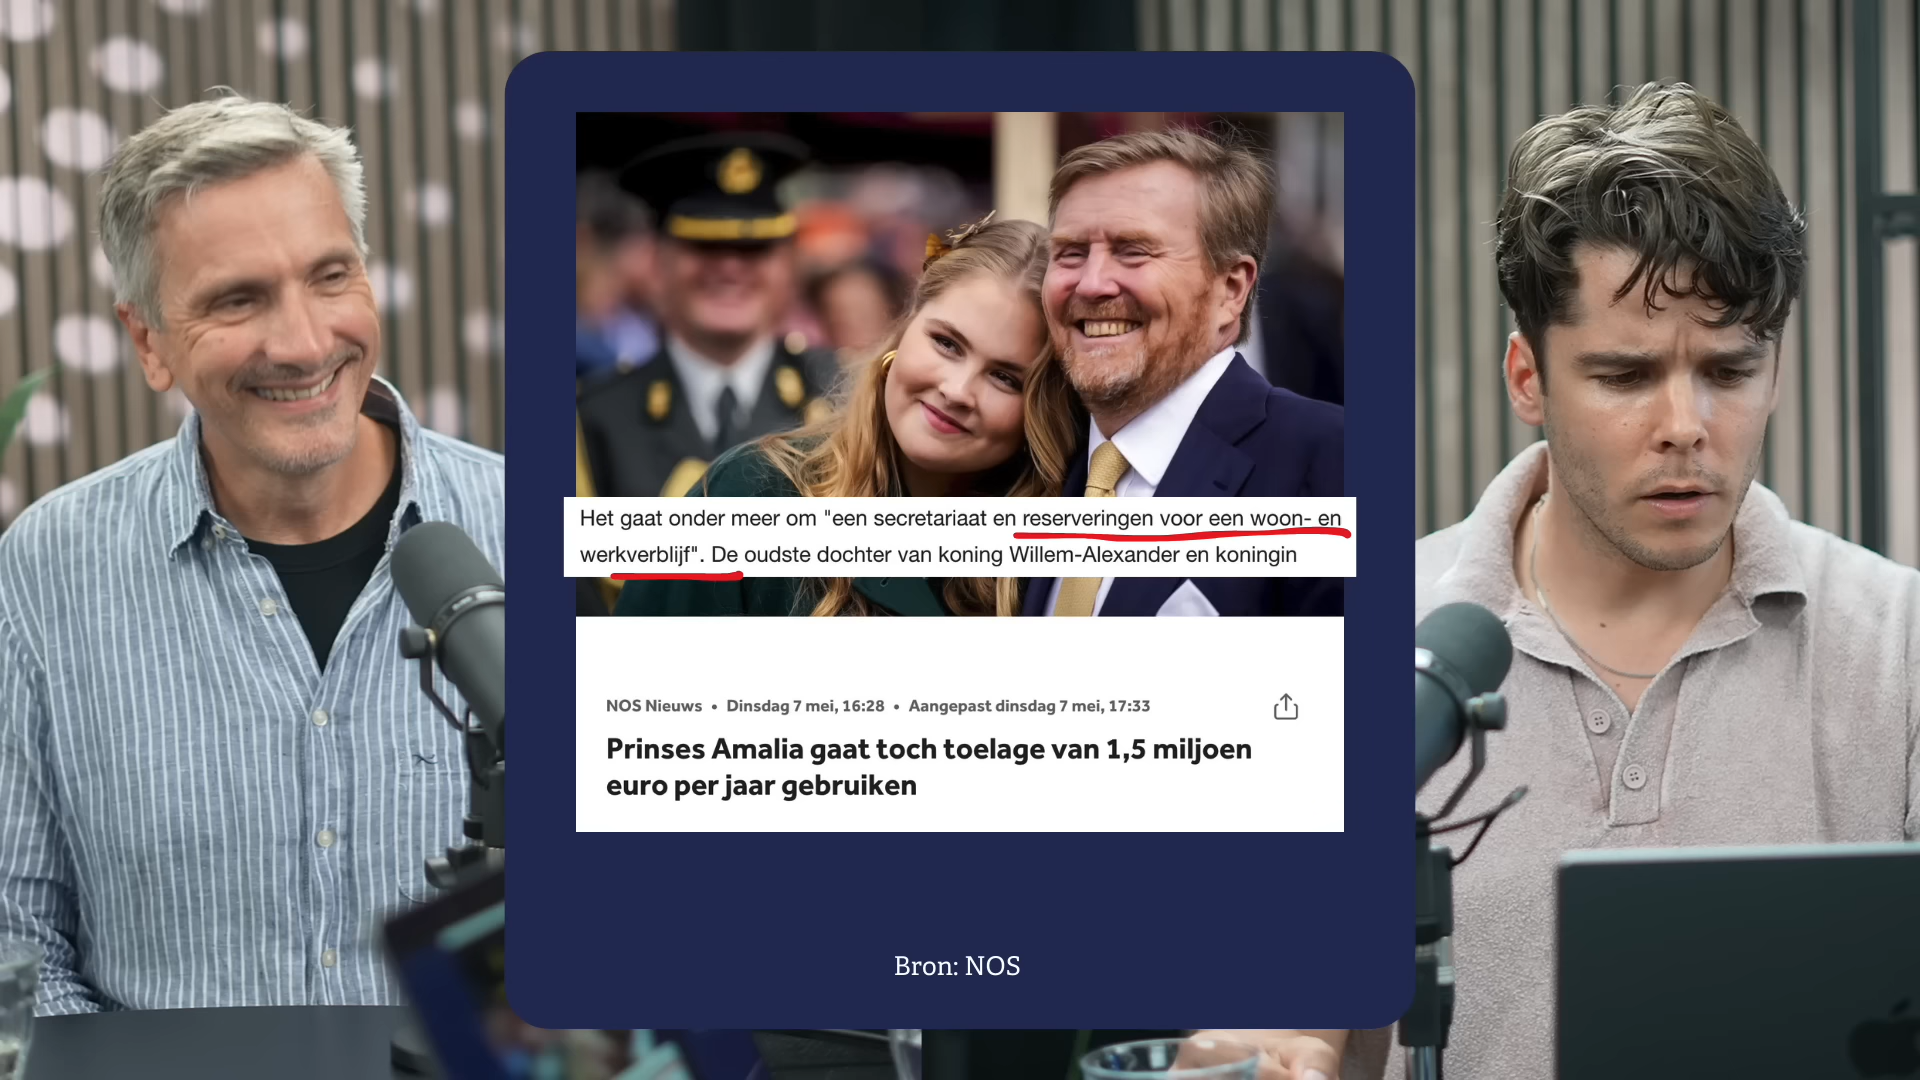 Het gaat onder meer om "een secretariaat en reserveringen voor een woon- en
werkverblijf". De oudste dochter van koning Willem-Alexander en koningin
NOS Nieuws • Dinsdag 7 mei, 16:28 • Aangepast dinsdag 7 mei, 17:33
Prinses Amalia gaat toch toelage van 1,5 miljoen
euro per jaar gebruiken
Bron: NOS